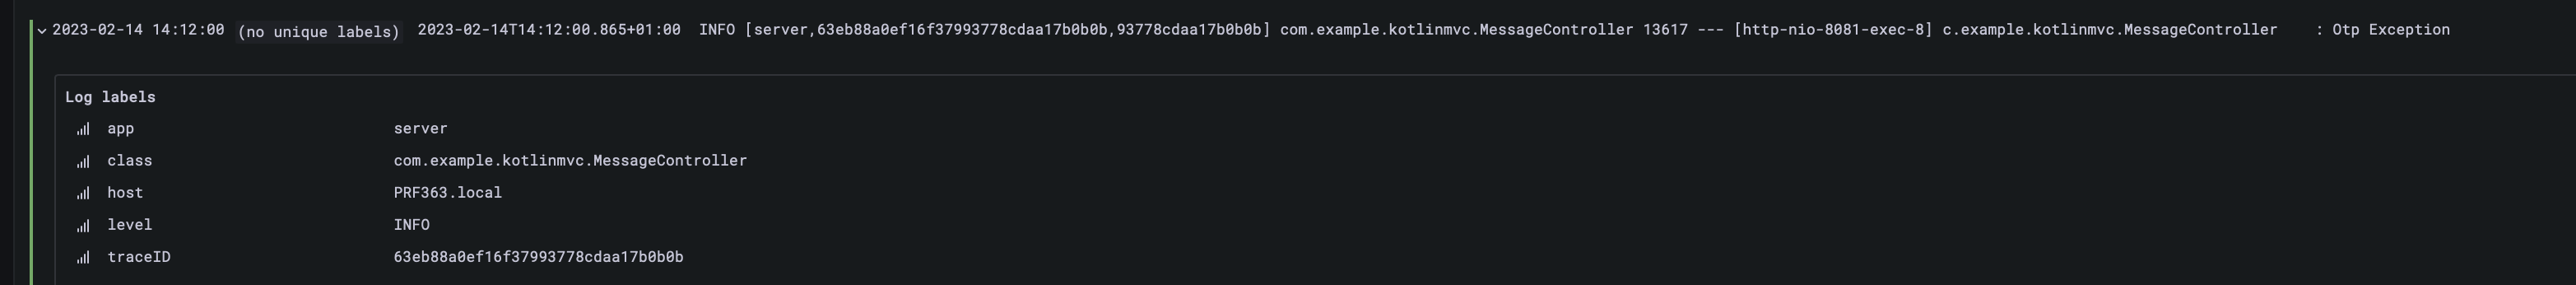 2023-02-14 14:12:00 (no unique labels) 2023-02-14T14:12:00.865+01:00 INFO [server,63eb88a0ef16f37993778cdaa17b0b0b,93778cdaa17b0b0b] com.example.kotlinmvc.MessageController 13617 --- [http-nio-8081-exec-8] c.example.kotlinmvc.MessageController : Otp Exception
Log labels
app server
class com.example.kotlinmvc.MessageController
host PRF363.local
level INFO
traceID 63eb88a0ef16f37993778cdaa17b0b0b